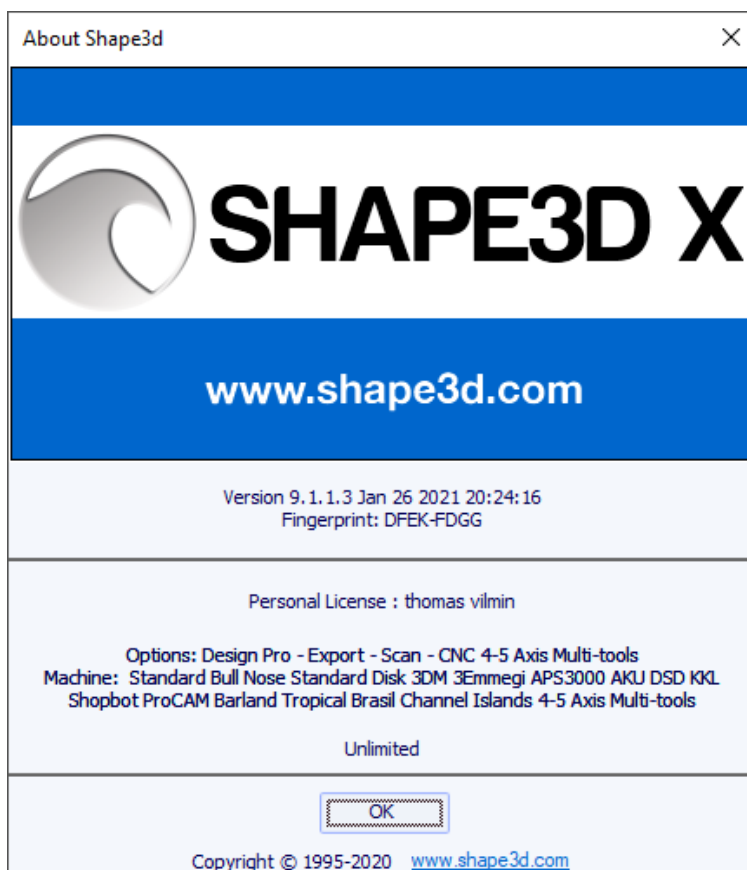 About Shape3d
SHAPE3D X
www.shape3d.com
Version 9.1.1.3 Jan 26 2021 20:24:16
Fingerprint: DFEK-FDGG
Personal License : thomas vilmin
Options: Design Pro - Export - Scan - CNC 4-5 Axis Multi-tools
Machine:  Standard Bull Nose Standard Disk 3DM 3Emmegi APS3000 AKU DSD KKL
Shopbot ProCAM Barland Tropical Brasil Channel Islands 4-5 Axis Multi-tools
Unlimited
OK
Copyright © 1995-2020 www.shape3d.com